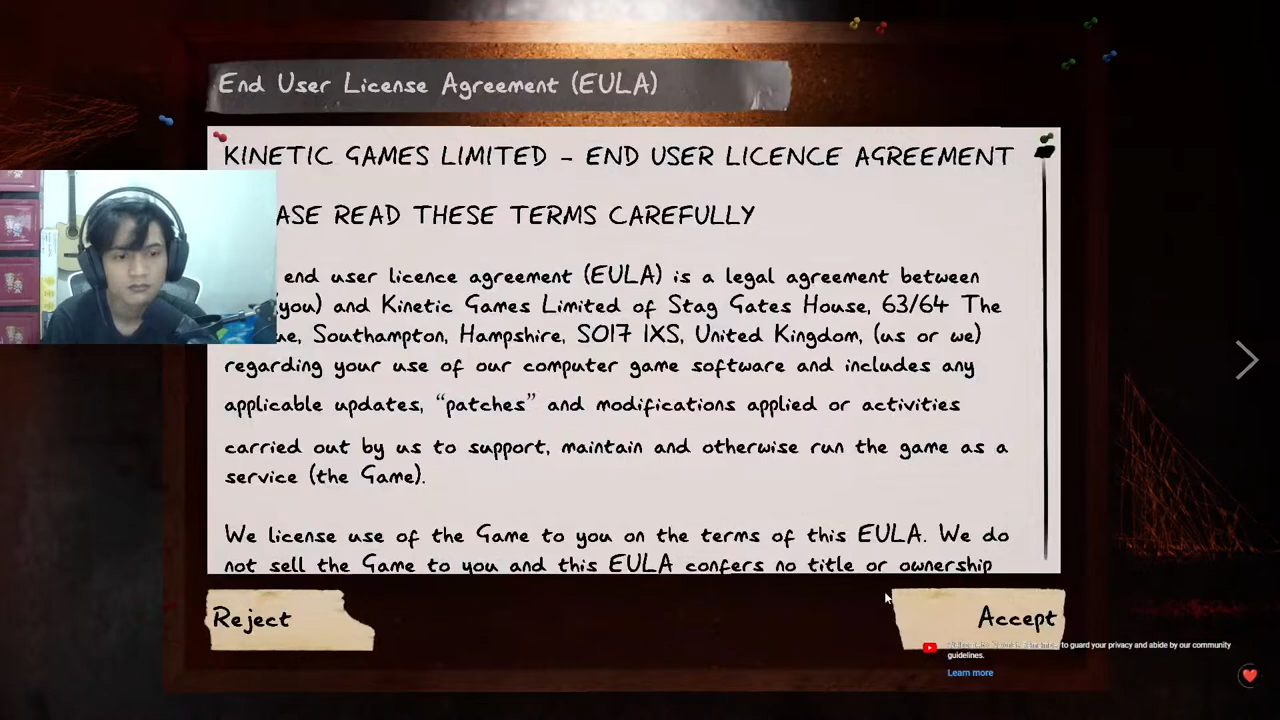 End User License Agreement (EULA)
KINETIC GAMES LIMITED - END USER LICENCE AGREEMENT
ASE READ THESE TERMS CAREFULLY
end user licence agreement (EULA) is a legal agreement between
you) and Kinetic Games Limited of Stag Gates House, 63/64 The
ue, Southampton, Hampshire, SO17 1XS, United Kingdom, (us or we)
regarding your use of our computer game software and includes any
applicable updates, “patches” and modifications applied or activities
carried out by us to support, maintain and otherwise run the game as a
service (the Game).
We license use of the Game to you on the terms of this EULA. We do
not sell the Game to you and this EULA confers no title or ownership
Reject
Accept
to guard your privacy and abide by our community
guidelines.
Learn more